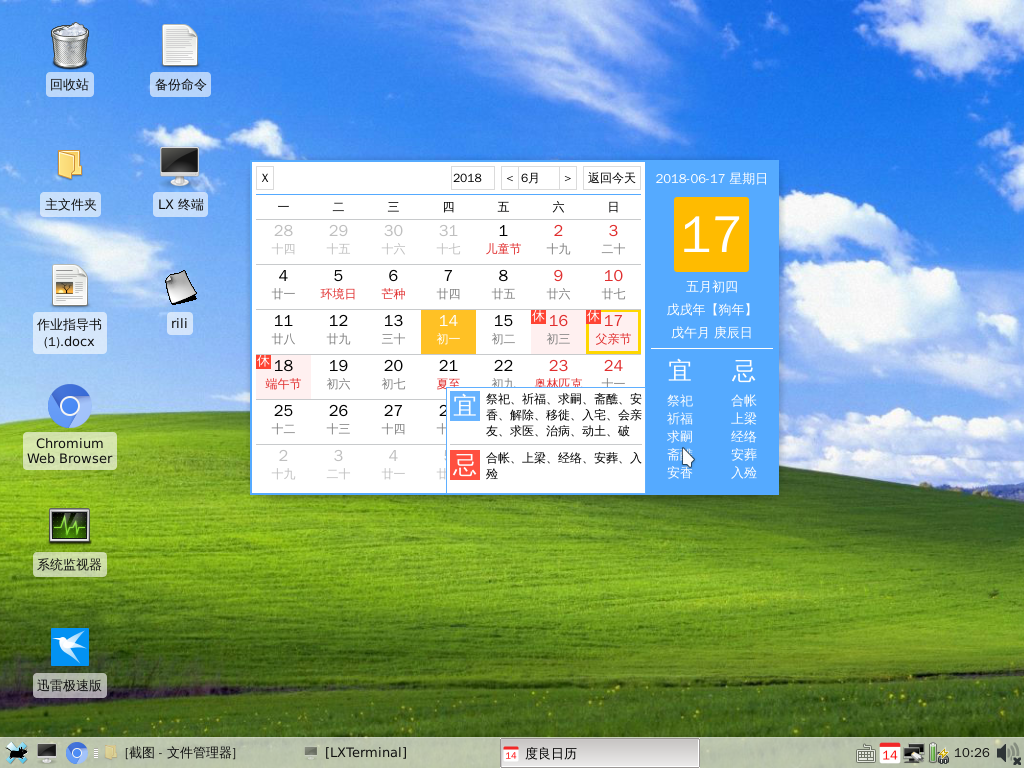 回收站
备份命令
主文件夹
LX 终端
作业指导书
(1).docx
rili
Chromium
Web Browser
系统监视器
迅雷极速版
X
2018
<
6月
>
返回今天
一 二 三 四 五 六 日
28 29 30 31 1 2 3
十四 十五 十六 十七 儿童节 十九 二十
4 5 6 7 8 9 10
廿一 环境日 芒种 廿四 廿五 廿六 廿七
11 12 13 14 15 休 16 休 17
廿八 廿九 三十 初一 初二 初三 父亲节
休 18 19 20 21 22 23 24
端午节 初六 初七 夏至 初九 奥林匹克 十一
25 26 27
十二 十三 十四
2 3 4
十九 二十 廿一
宜
祭祀、祈福、求嗣、斋醮、安
香、解除、移徙、入宅、会亲
友、求医、治病、动土、破
忌
合帐、上梁、经络、安葬、入
殓
2018-06-17 星期日
17
五月初四
戊戌年【狗年】
戊午月 庚辰日
宜 忌
祭祀 合帐
祈福 上梁
求嗣 经络
斋 安葬
安香 入殓
[截图 - 文件管理器]
[LXTerminal]
14
度良日历
14
10:26